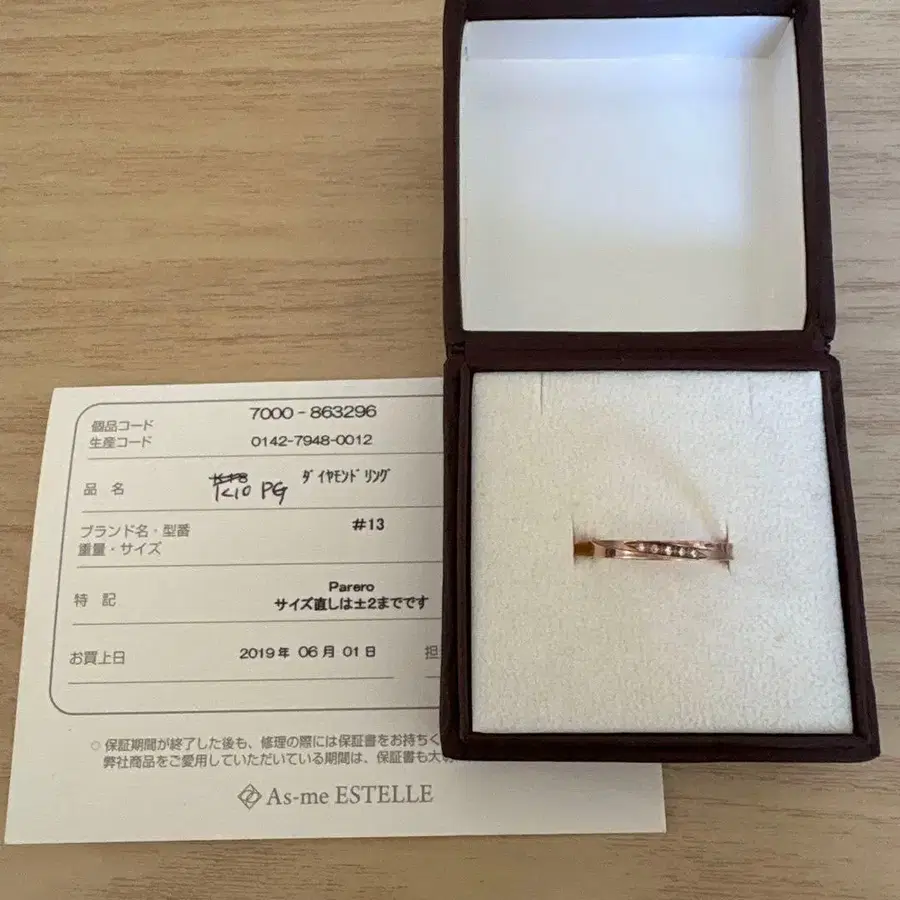 個品コード 7000-863296
生産コード 0142-7948-0012
品 名 K10 PG ﾀﾞｲﾔﾓﾝﾄﾞ ﾘﾝｸﾞ
ブランド名・型番 #13
重量・サイズ
特 記 Parero
サイズ直しは±2までです
お買上日 2019年 06月 01日 担
○ 保証期間が終了した後も、修理の際には保証書をお持ちく
弊社商品をご愛用していただいている期間は、保証書も大
As-me ESTELLE